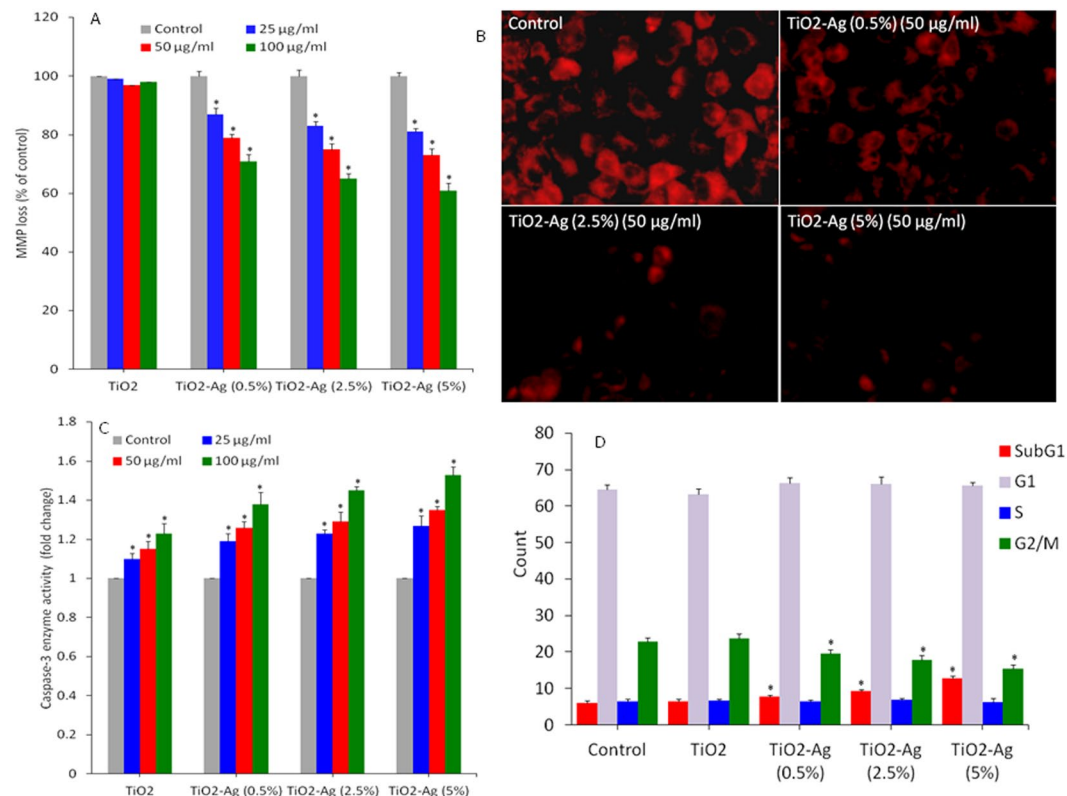 A
120
100
80
60
40
20
0
MMP loss (% of control)
Control
25 µg/ml
50 µg/ml
100 µg/ml
*
*
*
*
*
*
*
*
*
TiO2
TiO2-Ag (0.5%)
TiO2-Ag (2.5%)
TiO2-Ag (5%)
B
Control
TiO2-Ag (0.5%) (50 µg/ml)
TiO2-Ag (2.5%) (50 µg/ml)
TiO2-Ag (5%) (50 µg/ml)
C
1.8
1.6
1.4
1.2
1
0.8
0.6
0.4
0.2
0
Caspase-3 enzyme activity (fold change)
Control
25 µg/ml
50 µg/ml
100 µg/ml
*
*
*
*
*
*
*
*
*
*
*
*
TiO2
TiO2-Ag (0.5%)
TiO2-Ag (2.5%)
TiO2-Ag (5%)
D
80
70
60
50
40
30
20
10
0
Count
SubG1
G1
S
G2/M
*
*
*
*
*
*
Control
TiO2
TiO2-Ag
(0.5%)
TiO2-Ag
(2.5%)
TiO2-Ag
(5%)